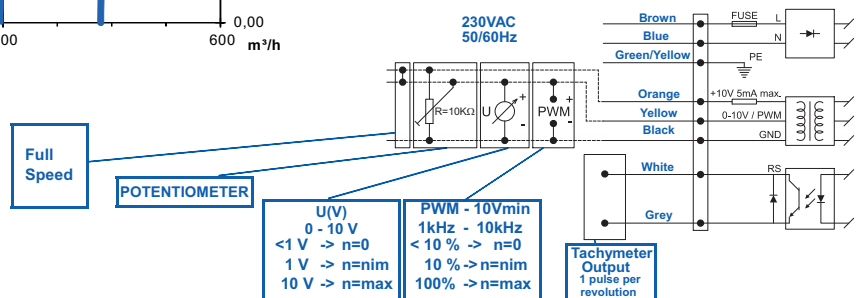 0,00
00
600 m³/h
230VAC
50/60Hz
Brown
FUSE
L
Blue
N
Green/Yellow
PE
Orange
+10V 5mA max.
Yellow
0-10V / PWM
Black
GND
White
RS
Grey
R=10KΩ
U
+
-
PWM
+
-
Full
Speed
POTENTIOMETER
U(V)
0 - 10 V
<1 V -> n=0
1 V -> n=nim
10 V -> n=max
PWM - 10Vmin
1kHz - 10kHz
< 10 % -> n=0
10 % -> n=nim
100% -> n=max
Tachymeter
Output
1 pulse per
revolution